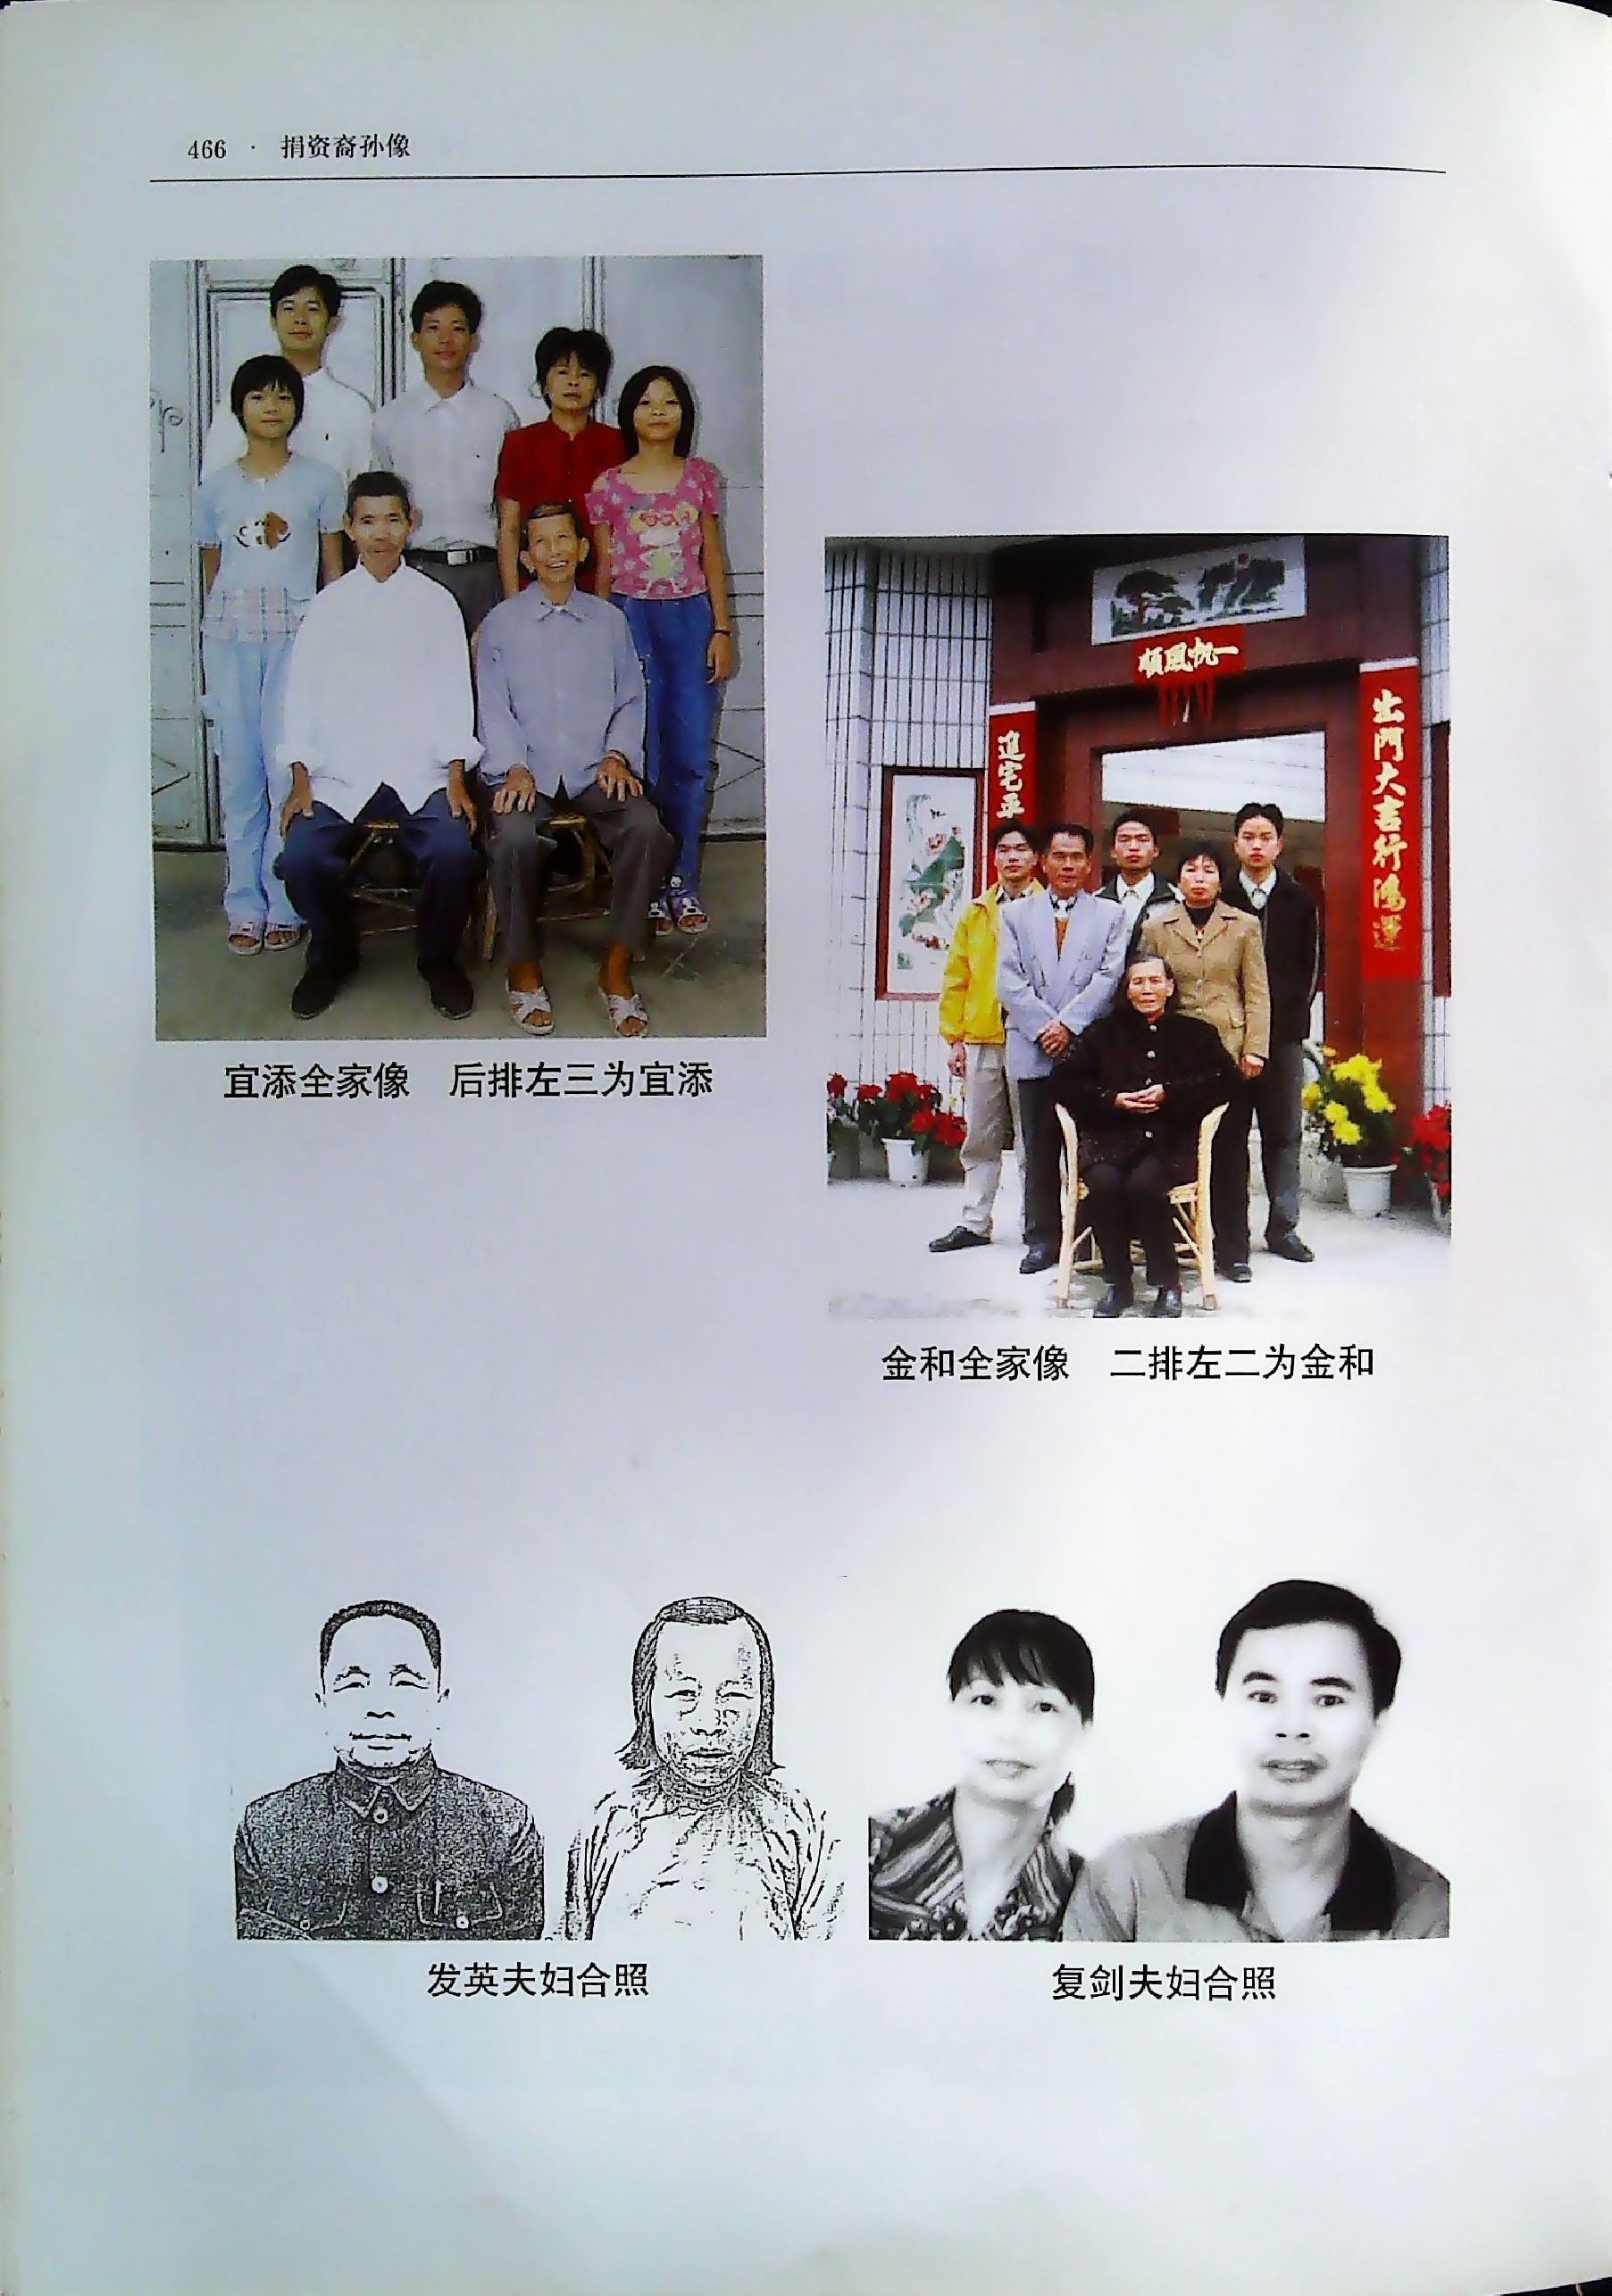 466 · 捐资裔孙像
宜添全家像 后排左三为宜添
順風帆一
進宅平
出門大吉行鴻運
金和全家像 二排左二为金和
发英夫妇合照
复剑夫妇合照